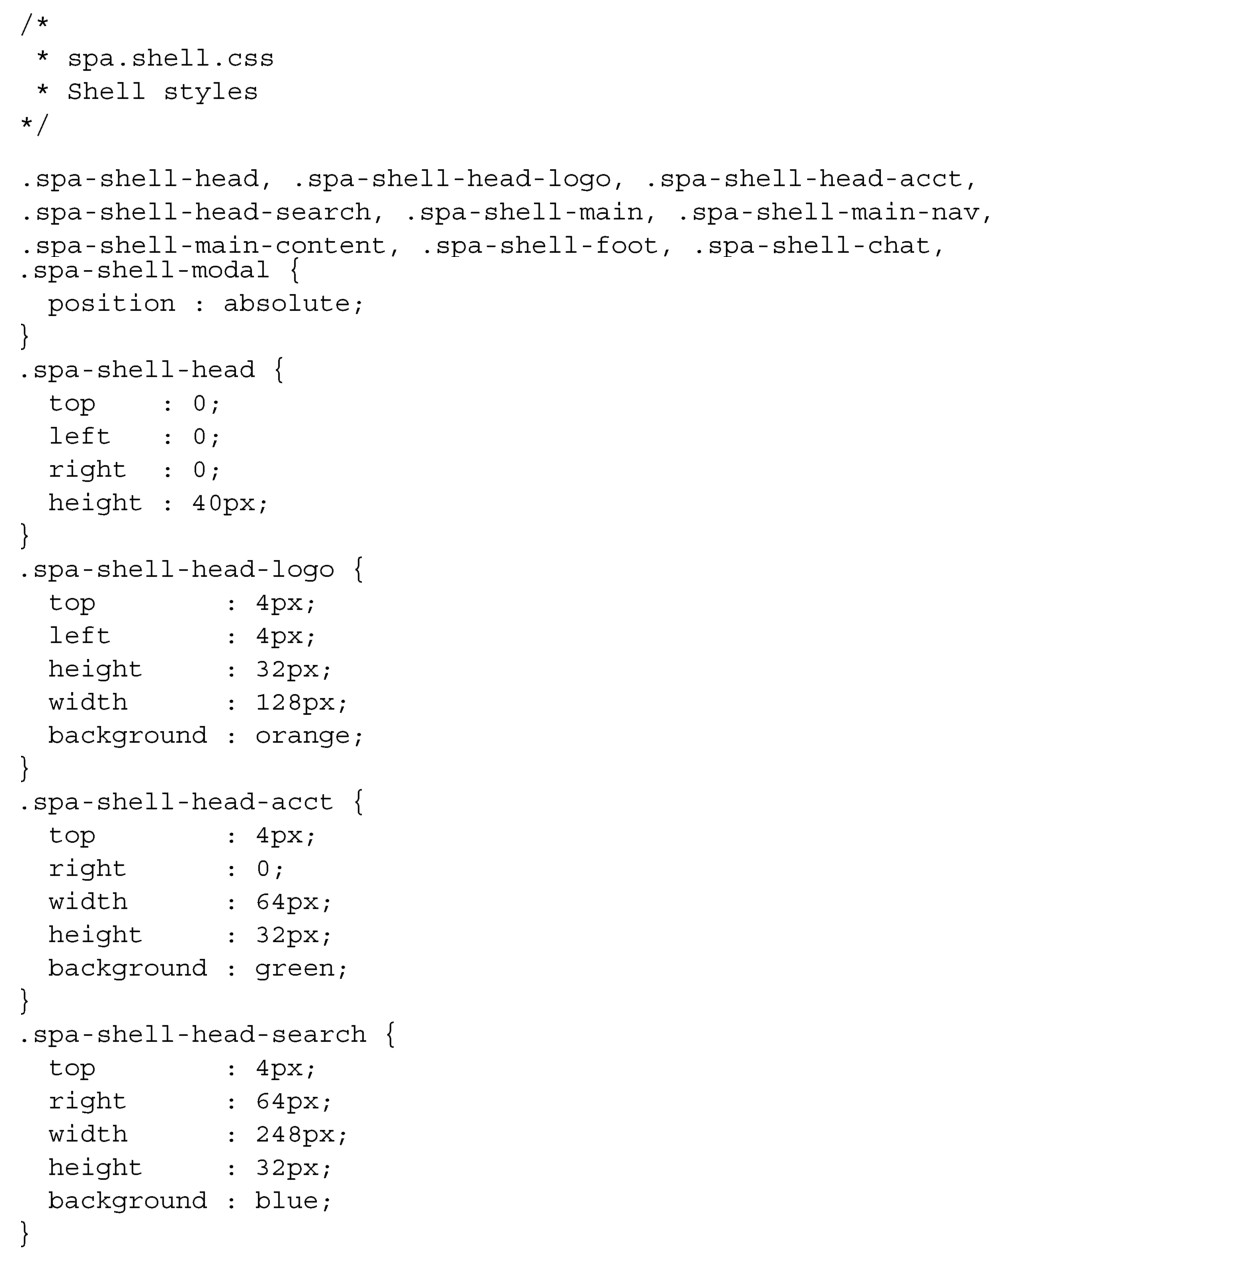 /*
 * spa.shell.css
 * Shell styles
*/
.spa-shell-head, .spa-shell-head-logo, .spa-shell-head-acct,
.spa-shell-head-search, .spa-shell-main, .spa-shell-main-nav,
.spa-shell-main-content, .spa-shell-foot, .spa-shell-chat,
.spa-shell-modal {
  position : absolute;
}
.spa-shell-head {
  top    : 0;
  left   : 0;
  right  : 0;
  height : 40px;
}
.spa-shell-head-logo {
  top        : 4px;
  left       : 4px;
  height     : 32px;
  width      : 128px;
  background : orange;
}
.spa-shell-head-acct {
  top        : 4px;
  right      : 0;
  width      : 64px;
  height     : 32px;
  background : green;
}
.spa-shell-head-search {
  top        : 4px;
  right      : 64px;
  width      : 248px;
  height     : 32px;
  background : blue;
}